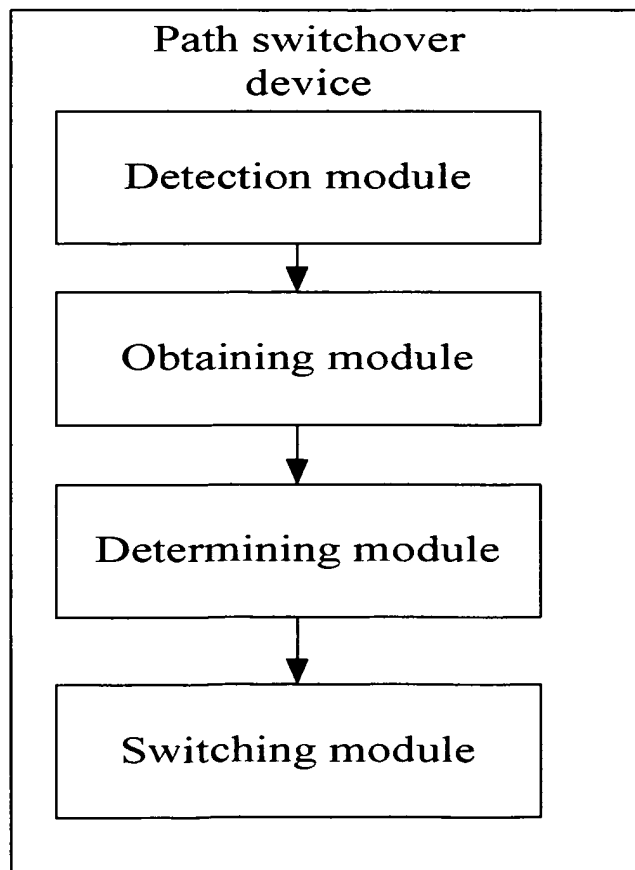 Path switchover
device
Detection module
Obtaining module
Determining module
Switching module